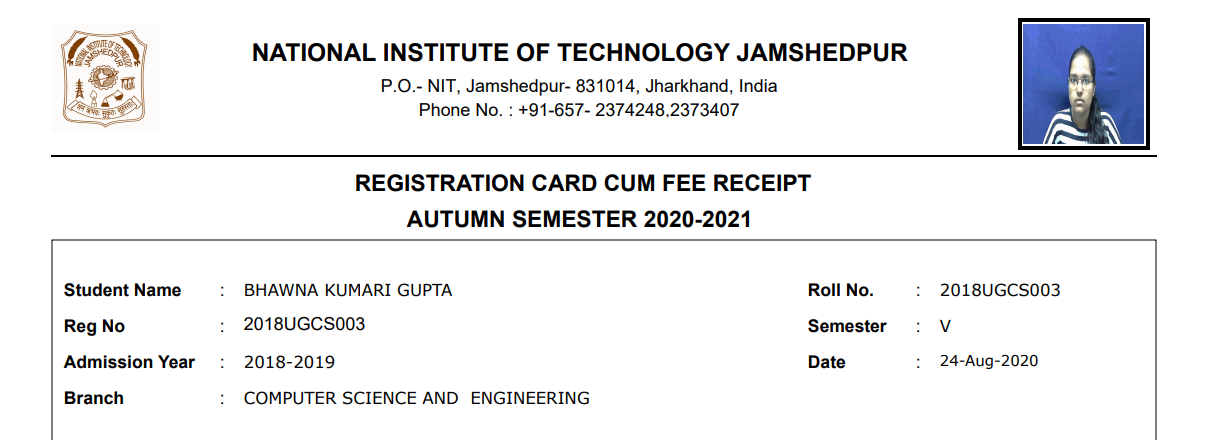 NATIONAL INSTITUTE OF TECHNOLOGY JAMSHEDPUR
P.O.- NIT, Jamshedpur- 831014, Jharkhand, India
Phone No. : +91-657- 2374248,2373407
NATIONAL INSTITUTE OF TECHNOLOGY
JAMSHEDPUR
REGISTRATION CARD CUM FEE RECEIPT
AUTUMN SEMESTER 2020-2021
Student Name : BHAWNA KUMARI GUPTA Roll No. : 2018UGCS003
Reg No : 2018UGCS003 Semester : V
Admission Year : 2018-2019 Date : 24-Aug-2020
Branch : COMPUTER SCIENCE AND  ENGINEERING